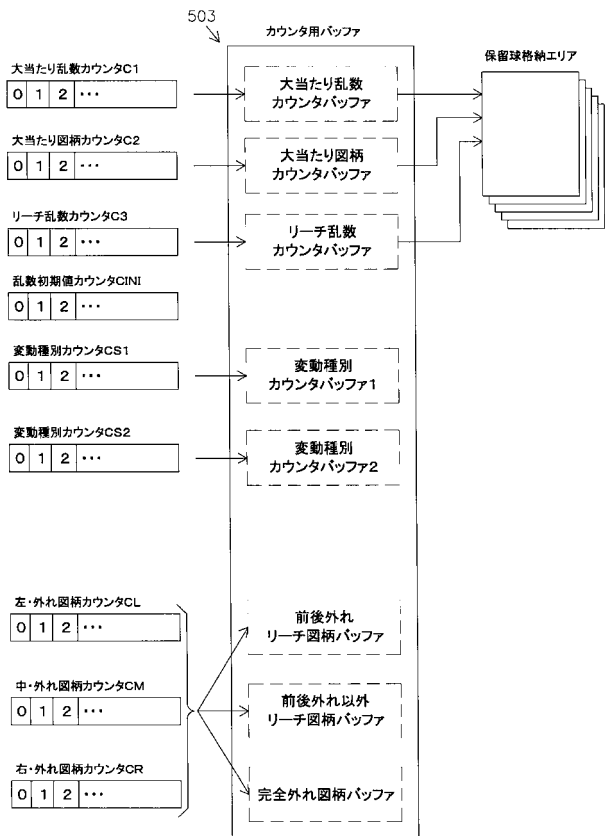 503
カウンタ用バッファ
保留球格納エリア
大当たり乱数カウンタC1
0 1 2 ･･･
大当たり乱数
カウンタバッファ
大当たり図柄カウンタC2
0 1 2 ･･･
大当たり図柄
カウンタバッファ
リーチ乱数カウンタC3
0 1 2 ･･･
リーチ乱数
カウンタバッファ
乱数初期値カウンタCINI
0 1 2 ･･･
変動種別カウンタCS1
0 1 2 ･･･
変動種別
カウンタバッファ1
変動種別カウンタCS2
0 1 2 ･･･
変動種別
カウンタバッファ2
左・外れ図柄カウンタCL
0 1 2 ･･･
前後外れ
リーチ図柄バッファ
中・外れ図柄カウンタCM
0 1 2 ･･･
前後外れ以外
リーチ図柄バッファ
右・外れ図柄カウンタCR
0 1 2 ･･･
完全外れ図柄バッファ